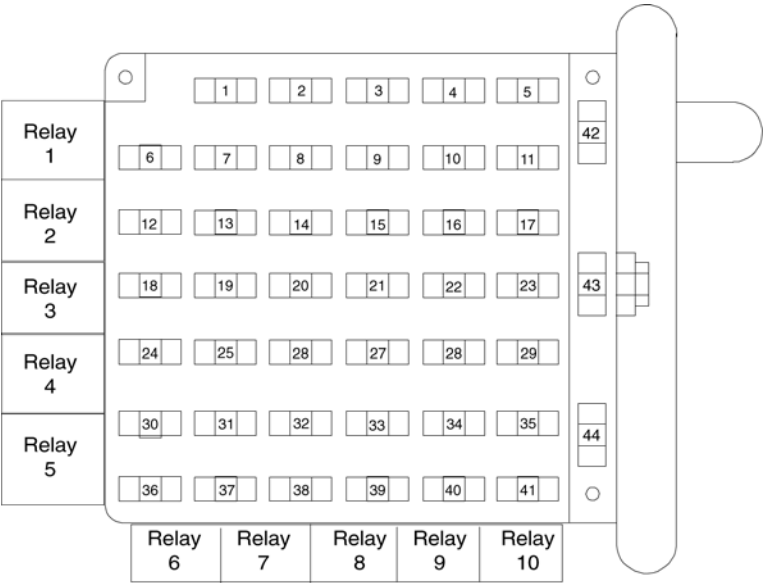 1 2 3 4 5
42
Relay
1
6 7 8 9 10 11
Relay
2
12 13 14 15 16 17
Relay
3
18 19 20 21 22 23
43
Relay
4
24 25 28 27 28 29
Relay
5
30 31 32 33 34 35
44
36 37 38 39 40 41
Relay
6
Relay
7
Relay
8
Relay
9
Relay
10